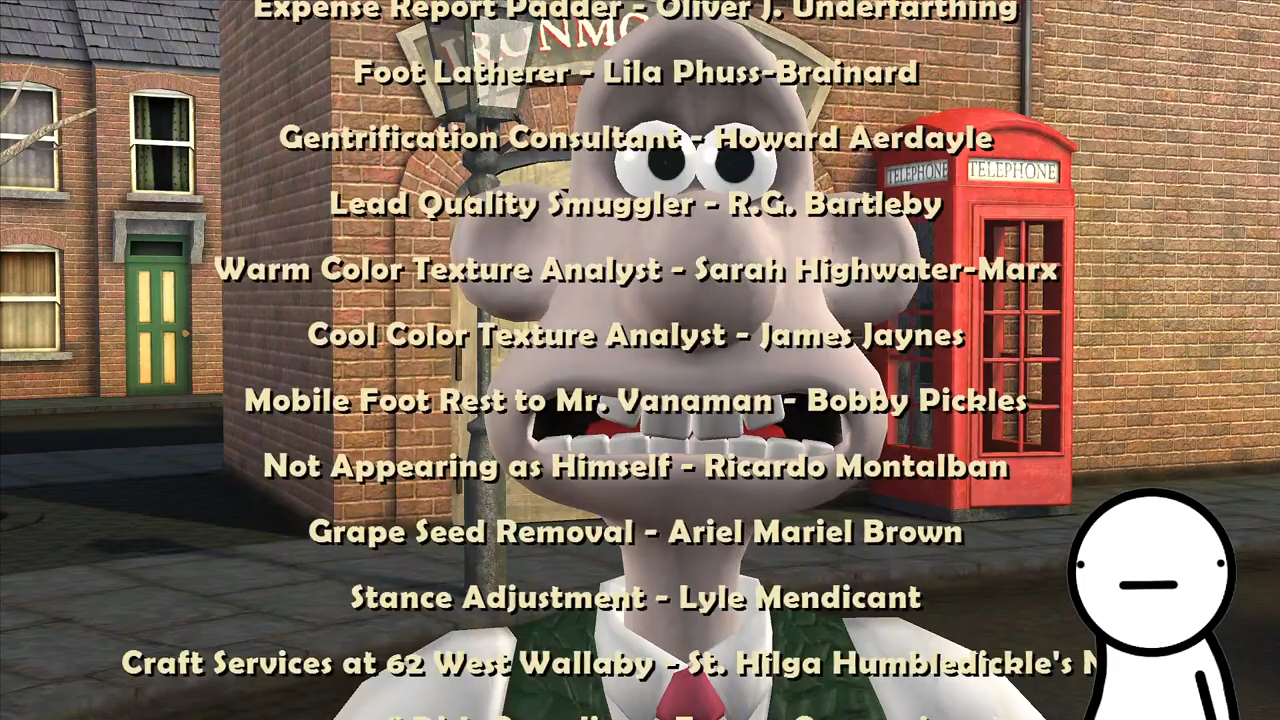 Expense Report Padder - Oliver J. Underfarthing
IRONMO
Foot Latherer - Lila Phuss-Brainard
Gentrification Consultant - Howard Aerdayle
TELEPHONE TELEPHONE
Lead Quality Smuggler - R.G. Bartleby
Warm Color Texture Analyst - Sarah Highwater-Marx
Cool Color Texture Analyst - James Jaynes
Mobile Foot Rest to Mr. Vanaman - Bobby Pickles
Not Appearing as Himself - Ricardo Montalban
Grape Seed Removal - Ariel Mariel Brown
Stance Adjustment - Lyle Mendicant
Craft Services at 62 West Wallaby - St. Hilga Humbledickle's